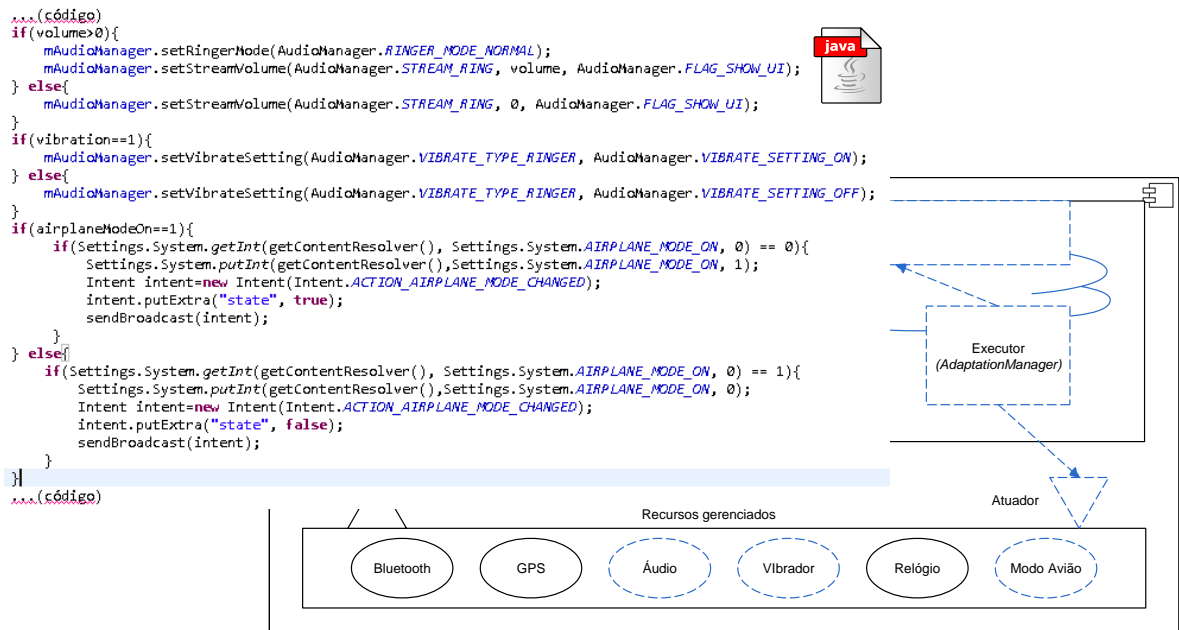 ...(código)
if(volume>0){
    mAudioManager.setRingerMode(AudioManager.RINGER_MODE_NORMAL);
    mAudioManager.setStreamVolume(AudioManager.STREAM_RING, volume, AudioManager.FLAG_SHOW_UI);
} else{
    mAudioManager.setStreamVolume(AudioManager.STREAM_RING, 0, AudioManager.FLAG_SHOW_UI);
}
if(vibration==1){
    mAudioManager.setVibrateSetting(AudioManager.VIBRATE_TYPE_RINGER, AudioManager.VIBRATE_SETTING_ON);
} else{
    mAudioManager.setVibrateSetting(AudioManager.VIBRATE_TYPE_RINGER, AudioManager.VIBRATE_SETTING_OFF);
}
if(airplaneModeOn==1){
     if(Settings.System.getInt(getContentResolver(), Settings.System.AIRPLANE_MODE_ON, 0) == 0){
         Settings.System.putInt(getContentResolver(),Settings.System.AIRPLANE_MODE_ON, 1);
         Intent intent=new Intent(Intent.ACTION_AIRPLANE_MODE_CHANGED);
         intent.putExtra("state", true);
         sendBroadcast(intent);
     }
} else{
    if(Settings.System.getInt(getContentResolver(), Settings.System.AIRPLANE_MODE_ON, 0) == 1){
        Settings.System.putInt(getContentResolver(),Settings.System.AIRPLANE_MODE_ON, 0);
        Intent intent=new Intent(Intent.ACTION_AIRPLANE_MODE_CHANGED);
        intent.putExtra("state", false);
        sendBroadcast(intent);
    }
}
...(código)
java
Executor
(AdaptationManager)
Atuador
Recursos gerenciados
Bluetooth
GPS
Áudio
VIbrador
Relógio
Modo Avião